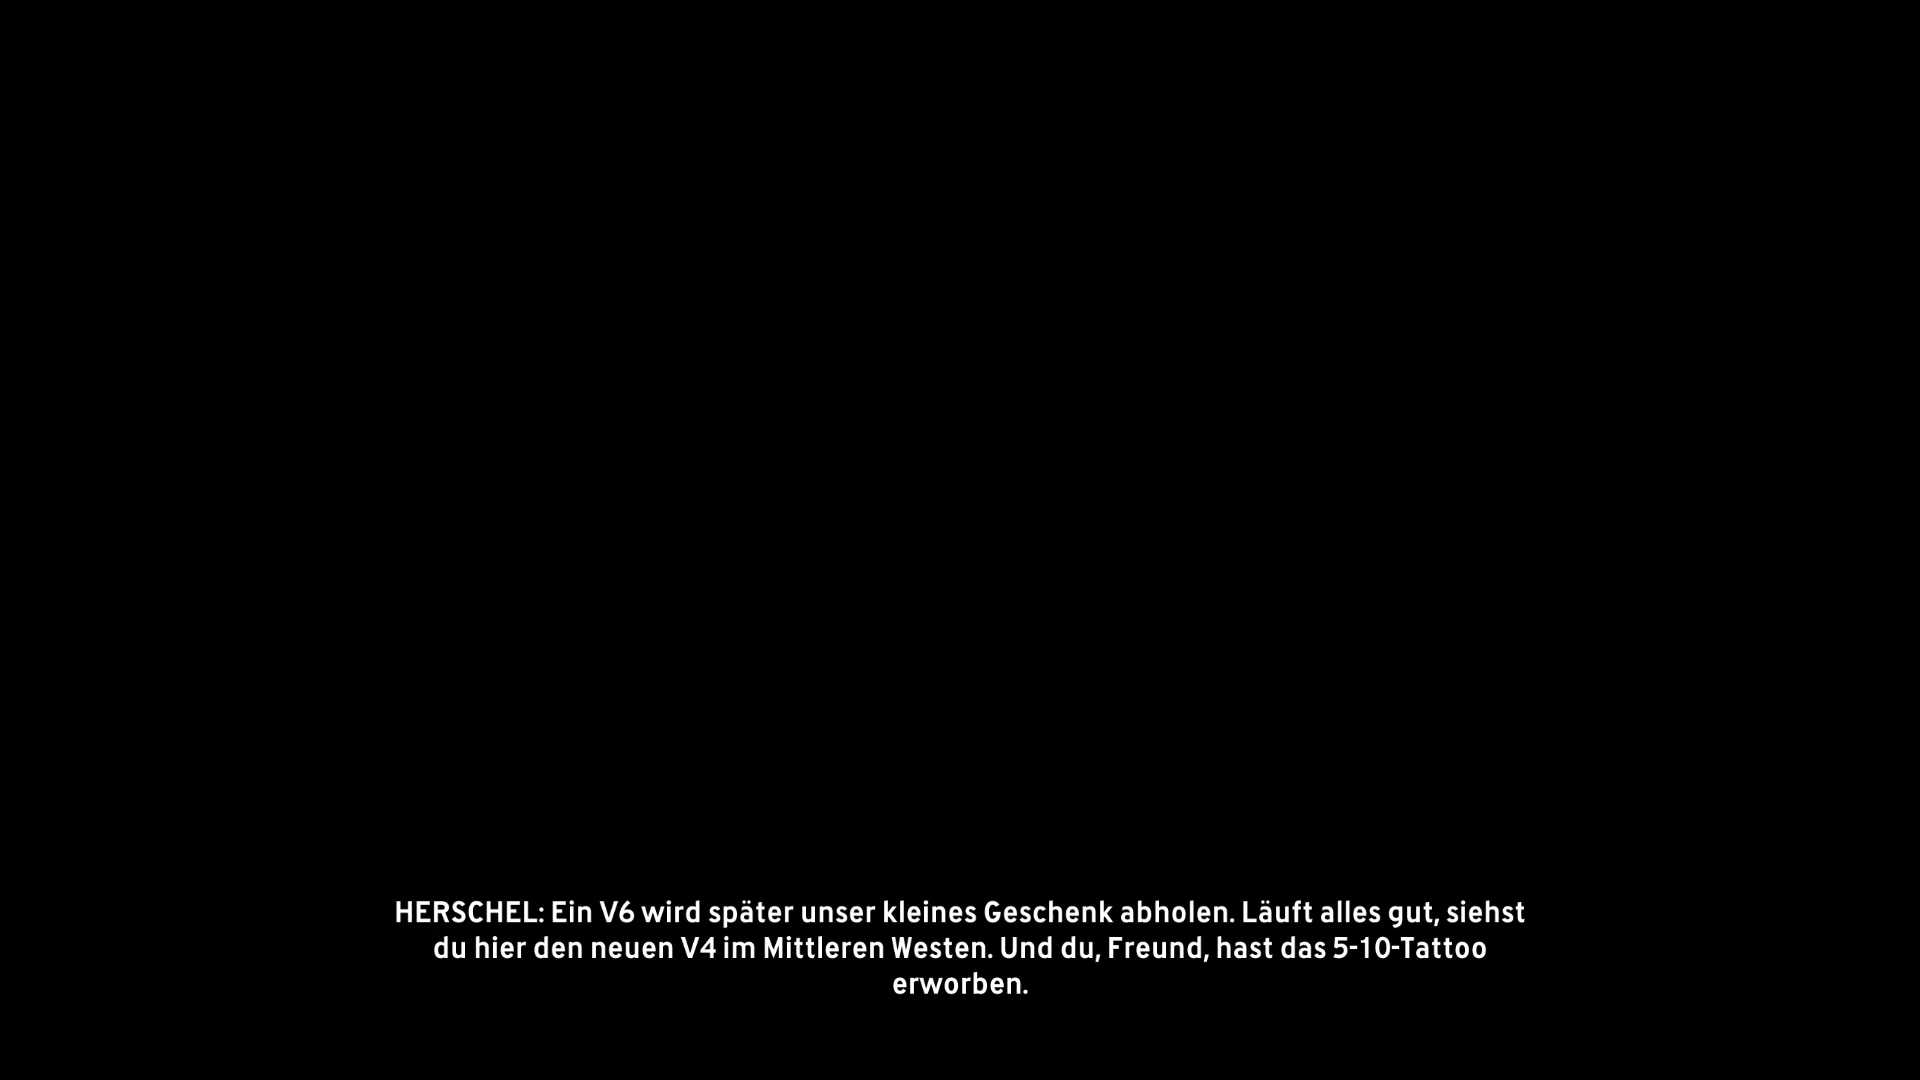 HERSCHEL: Ein V6 wird später unser kleines Geschenk abholen. Läuft alles gut, siehst
du hier den neuen V4 im Mittleren Westen. Und du, Freund, hast das 5-10-Tattoo
erworben.